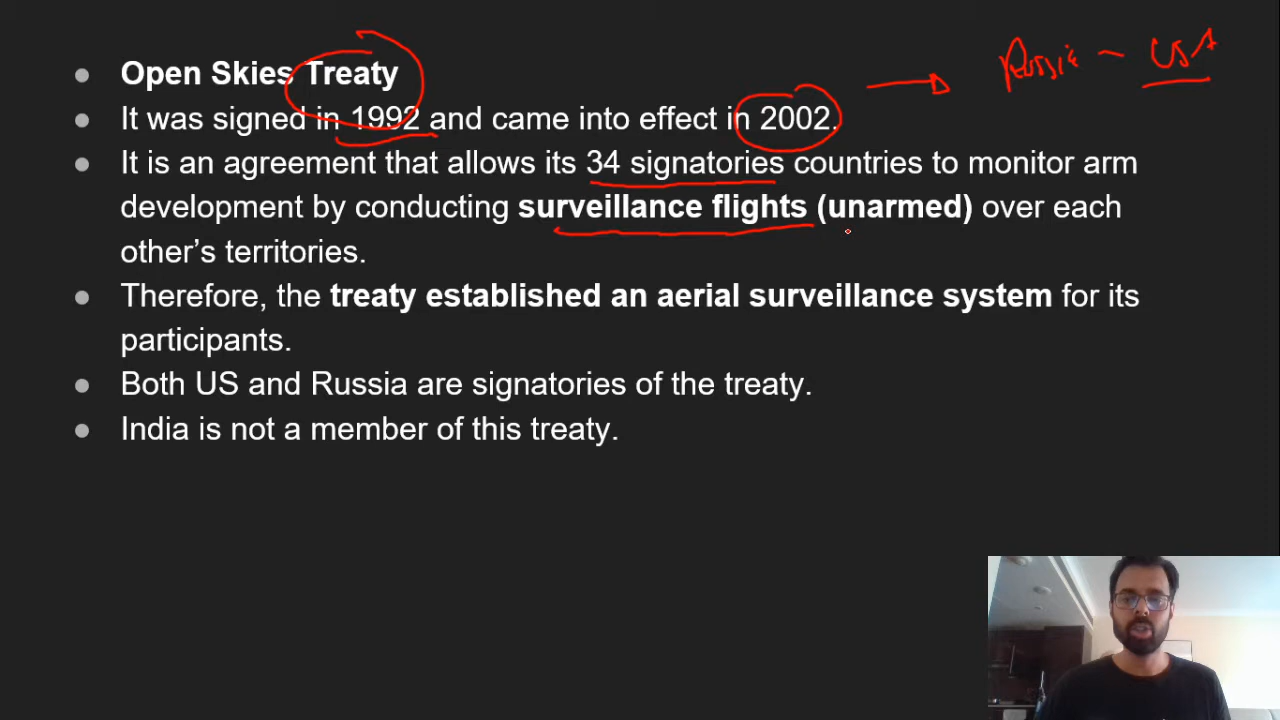 Open Skies Treaty
Russia - USA
It was signed in 1992 and came into effect in 2002.
It is an agreement that allows its 34 signatories countries to monitor arm
development by conducting surveillance flights (unarmed) over each
other's territories.
Therefore, the treaty established an aerial surveillance system for its
participants.
Both US and Russia are signatories of the treaty.
India is not a member of this treaty.